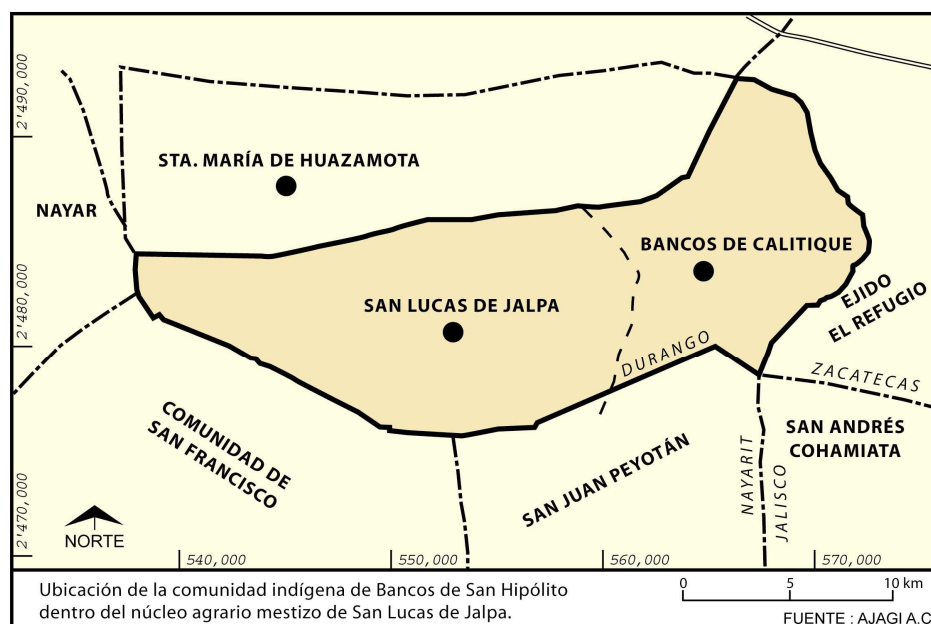 2'490,000
STA. MARÍA DE HUAZAMOTA
NAYAR
BANCOS DE CALITIQUE
2'480,000
SAN LUCAS DE JALPA
EJIDO
EL REFUGIO
DURANGO
ZACATECAS
COMUNIDAD DE
SAN FRANCISCO
SAN JUAN PEYOTÁN
NAYARIT
JALISCO
SAN ANDRÉS
COHAMIATA
2'470,000
NORTE
540,000
550,000
560,000
570,000
Ubicación de la comunidad indígena de Bancos de San Hipólito
dentro del núcleo agrario mestizo de San Lucas de Jalpa.
0 5 10 km
FUENTE : AJAGI A.C